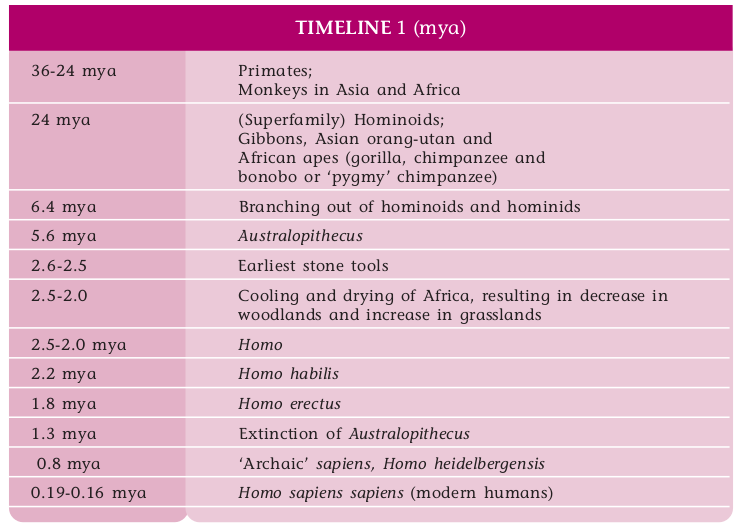 TIMELINE 1 (mya)
36-24 mya Primates;
Monkeys in Asia and Africa
24 mya (Superfamily) Hominoids;
Gibbons, Asian orang-utan and
African apes (gorilla, chimpanzee and
bonobo or ‘pygmy’ chimpanzee)
6.4 mya Branching out of hominoids and hominids
5.6 mya Australopithecus
2.6-2.5 Earliest stone tools
2.5-2.0 Cooling and drying of Africa, resulting in decrease in
woodlands and increase in grasslands
2.5-2.0 mya Homo
2.2 mya Homo habilis
1.8 mya Homo erectus
1.3 mya Extinction of Australopithecus
0.8 mya ‘Archaic’ sapiens, Homo heidelbergensis
0.19-0.16 mya Homo sapiens sapiens (modern humans)